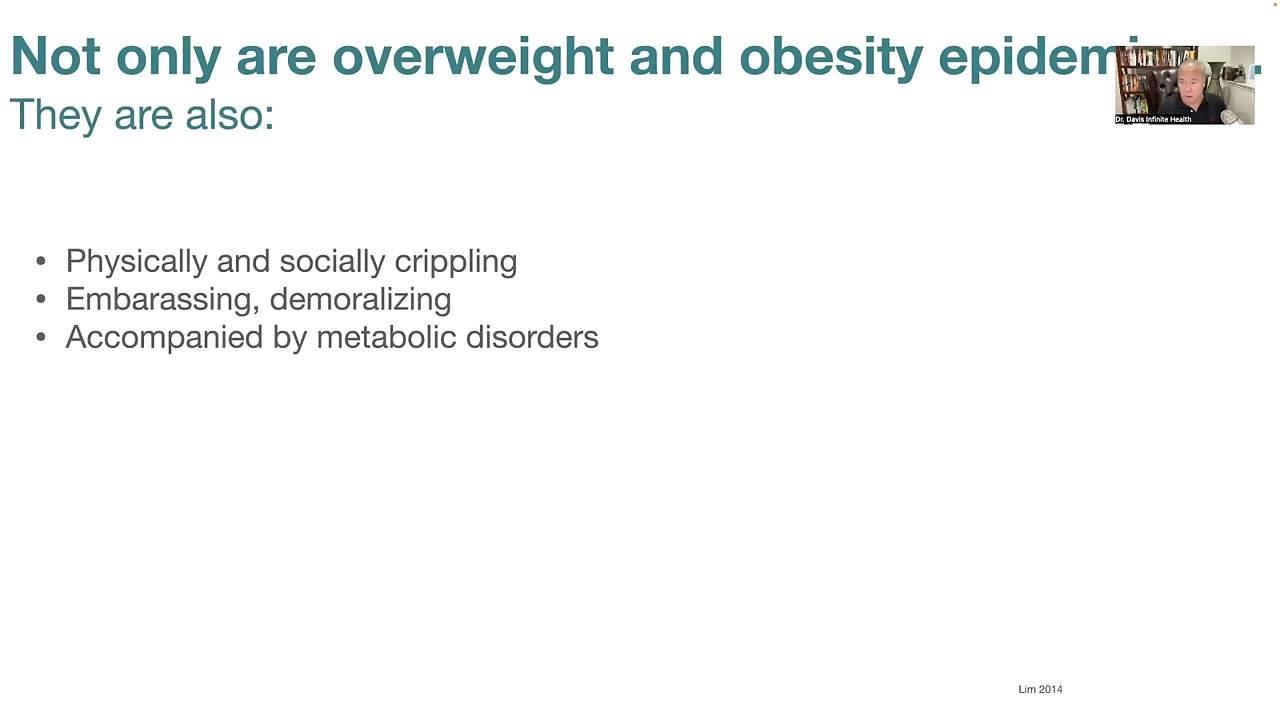 Not only are overweight and obesity
They are also:
Dr. Davis Infinite Health
• Physically and socially crippling
• Embarassing, demoralizing
• Accompanied by metabolic disorders
Lim 2014